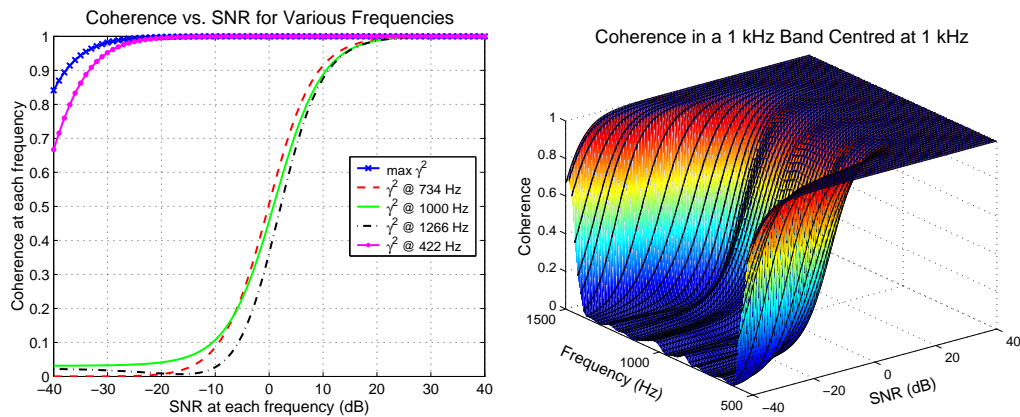 Coherence vs. SNR for Various Frequencies
1
0.9
0.8
0.7
0.6
0.5
0.4
0.3
0.2
0.1
0
Coherence at each frequency
−40
−30
−20
−10
0
10
20
30
40
SNR at each frequency (dB)
max γ²
γ² @ 734 Hz
γ² @ 1000 Hz
γ² @ 1266 Hz
γ² @ 422 Hz
Coherence in a 1 kHz Band Centred at 1 kHz
1
0.8
0.6
0.4
0.2
0
Coherence
1500
1000
500
Frequency (Hz)
−40
−20
0
20
40
SNR (dB)